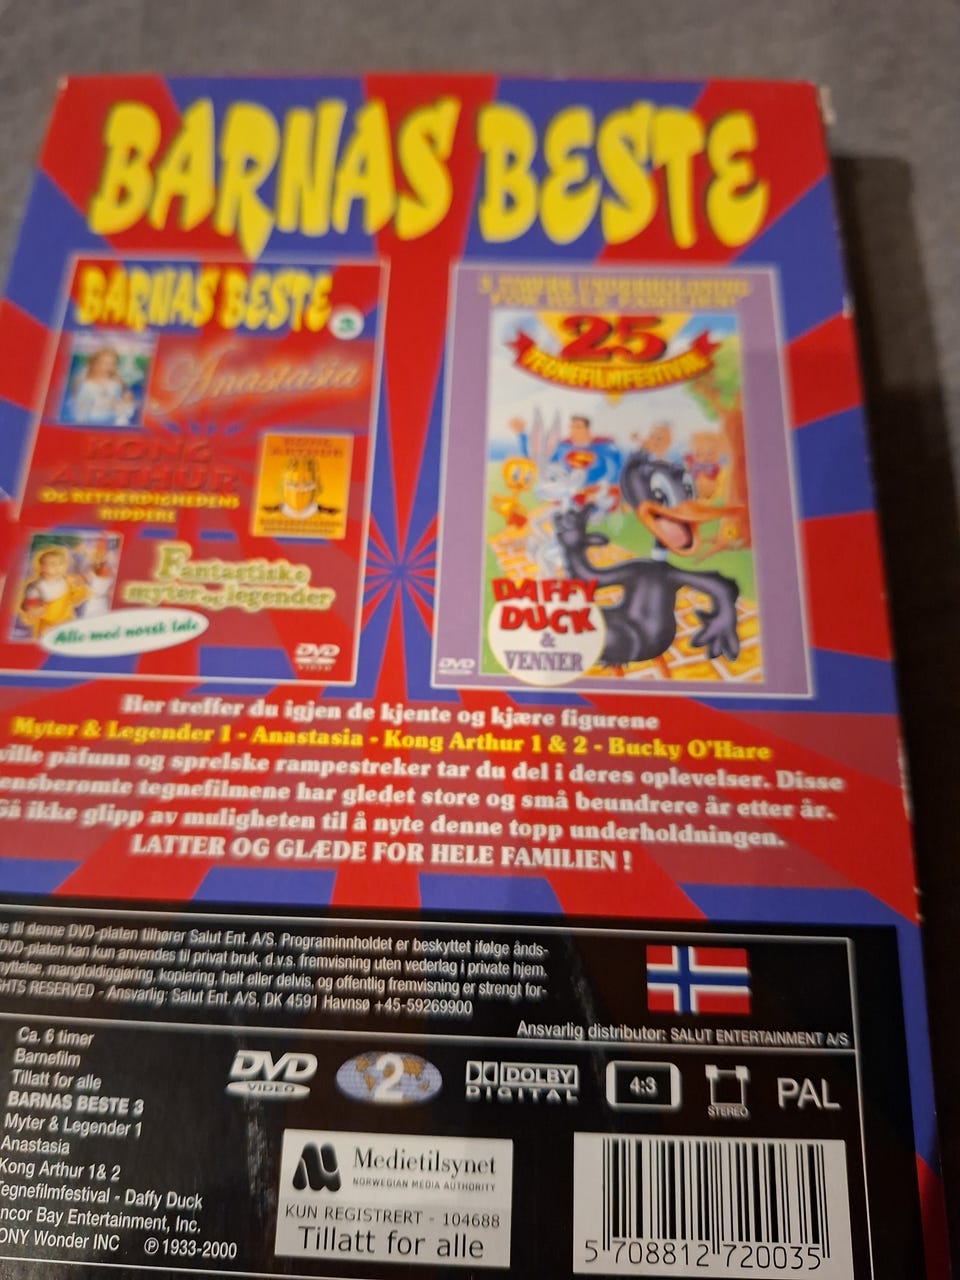 BARNAS BESTE
BARNAS BESTE
Anastasia
KONG
ARTHUR
OG RETFÆRDIGHEDENS
RIDDERE
KONG
ARTHUR
Fantastiske
myter og legender
Alle med norsk tale
DVD
VIDEO
FOR HELE FAMILIEN!
25
TEGNEFILMFESTIVAL
DAFFY
DUCK
&
VENNER
DVD
Her treffer du igjen de kjente og kjære figurene
Myter & Legender 1 - Anastasia - Kong Arthur 1 & 2 - Bucky O'Hare
ville påfunn og sprelske rampestreker tar du del i deres oplevelser. Disse
ensberømte tegnefilmene har gledet store og små beundrere år etter år.
Så ikke glipp av muligheten til å nyte denne topp underholdningen.
LATTER OG GLÆDE FOR HELE FAMILIEN !
e til denne DVD-platen tilhører Salut Ent. A/S. Programinnholdet er beskyttet ifølge ånds-
DVD-platen kan kun anvendes til privat bruk, d.v.s. fremvisning uten vederlag i private hjem.
nyttelse, mangfoldiggjøring, kopiering, helt eller delvis, og offentlig fremvisning er strengt for-
HTS RESERVED - Ansvarlig: Salut Ent. A/S, DK 4591 Havnsø +45-59269900
Ansvarlig distributor: SALUT ENTERTAINMENT A/S
Ca. 6 timer
Barnefilm
Tillatt for alle
BARNAS BESTE 3
Myter & Legender 1
Anastasia
Kong Arthur 1& 2
Tegnefilmfestival - Daffy Duck
ncor Bay Entertainment, Inc.
ONY Wonder INC ℗ 1933-2000
DVD
VIDEO
2
DOLBY
DIGITAL
4:3
STEREO
PAL
Medietilsynet
NORWEGIAN MEDIA AUTHORITY
KUN REGISTRERT - 104688
Tillatt for alle
5 708812 720035